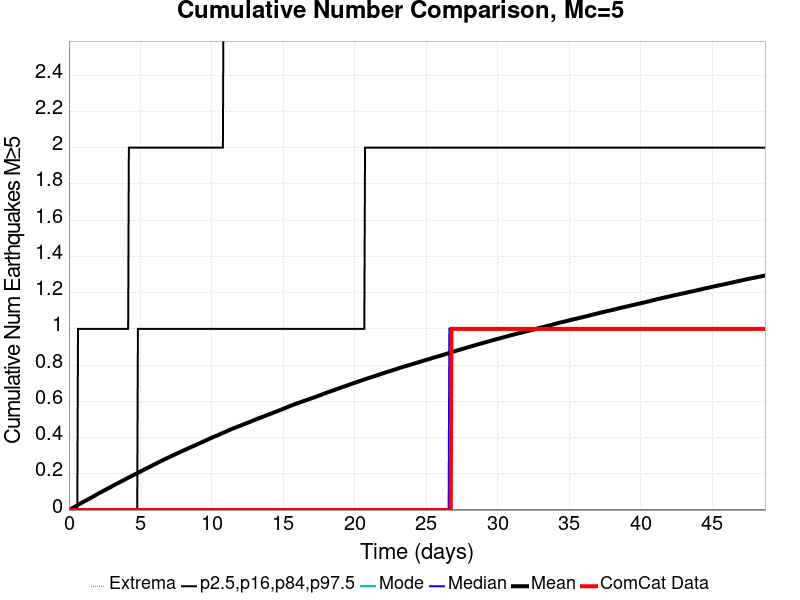 Cumulative Number Comparison, Mc=5
Cumulative Num Earthquakes M≥5
2.4
2.2
2
1.8
1.6
1.4
1.2
1
0.8
0.6
0.4
0.2
0
0 5 10 15 20 25 30 35 40 45
Time (days)
Extrema p2.5,p16,p84,p97.5 Mode Median Mean ComCat Data